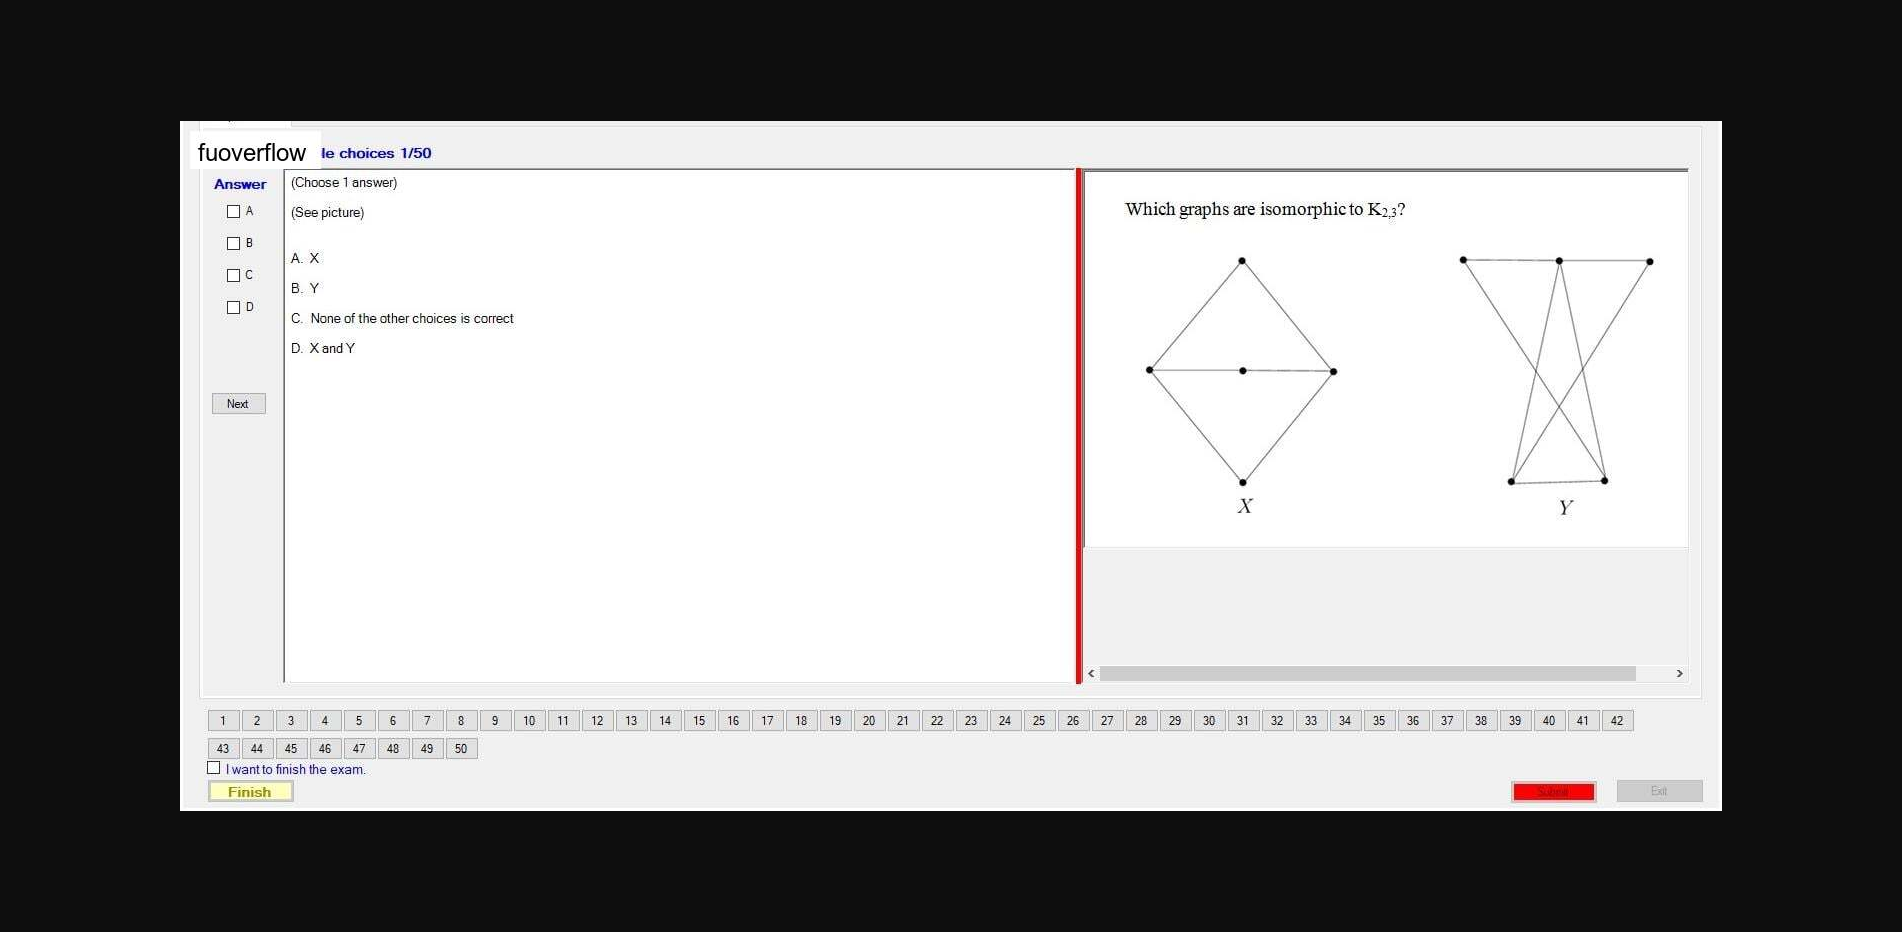 fuoverflow le choices 1/50
Answer
A
B
C
D
Next
(Choose 1 answer)
(See picture)
A. X
B. Y
C. None of the other choices is correct
D. X and Y
Which graphs are isomorphic to K2,3?
X
Y
1 2 3 4 5 6 7 8 9 10 11 12 13 14 15 16 17 18 19 20 21 22 23 24 25 26 27 28 29 30 31 32 33 34 35 36 37 38 39 40 41 42
43 44 45 46 47 48 49 50
I want to finish the exam.
Finish
Submit
Exit